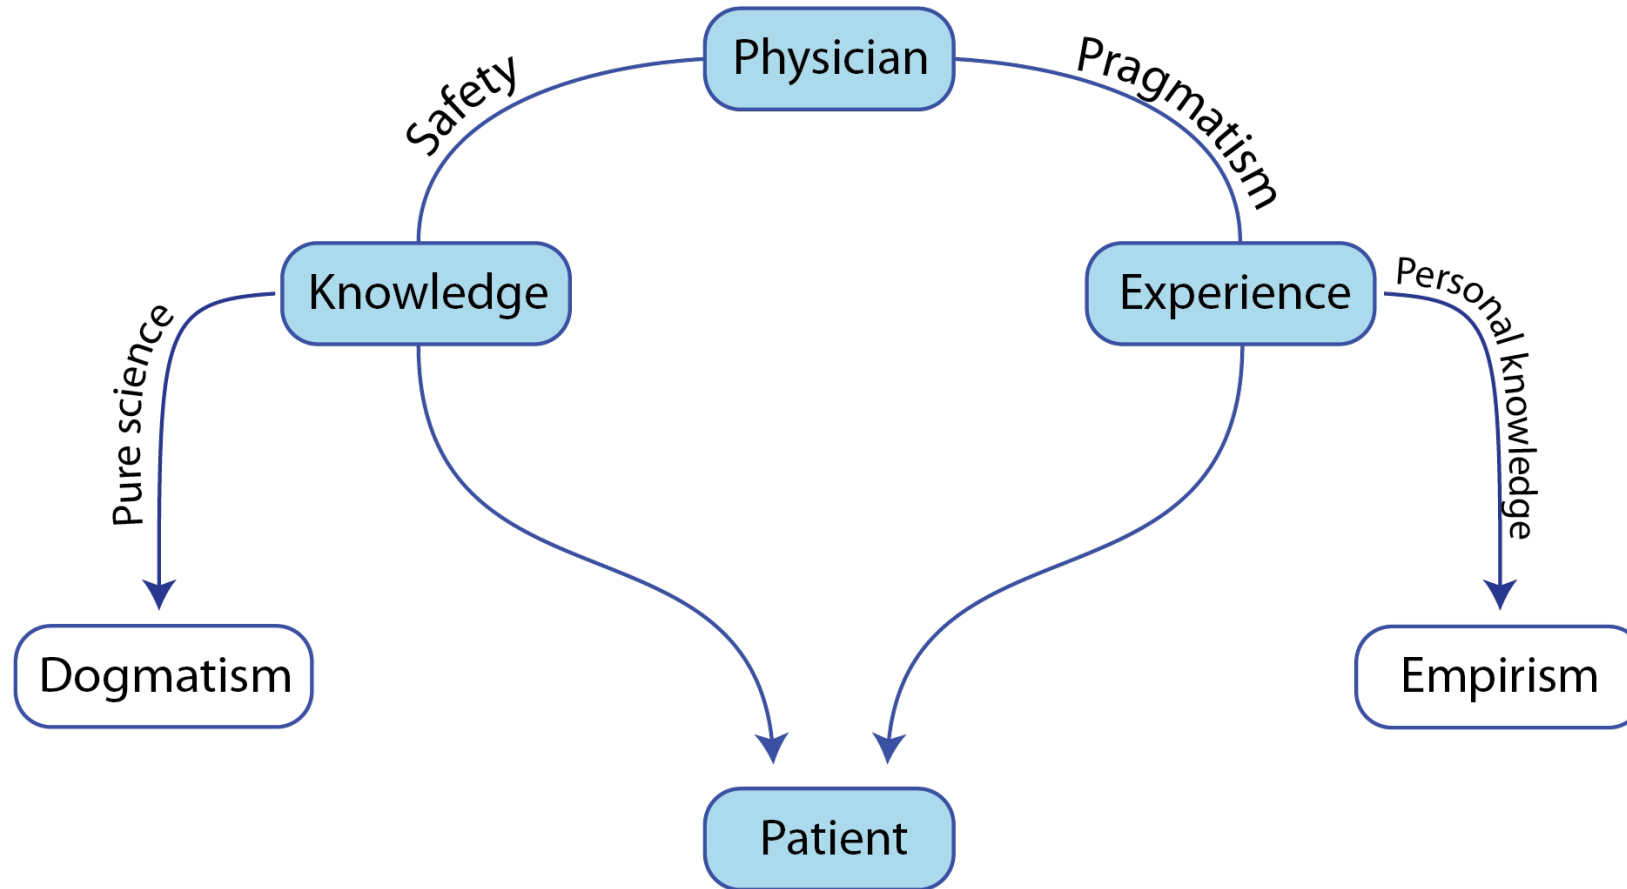 Physician
Safety
Pragmatism
Knowledge
Experience
Pure science
Personal knowledge
Dogmatism
Empirism
Patient